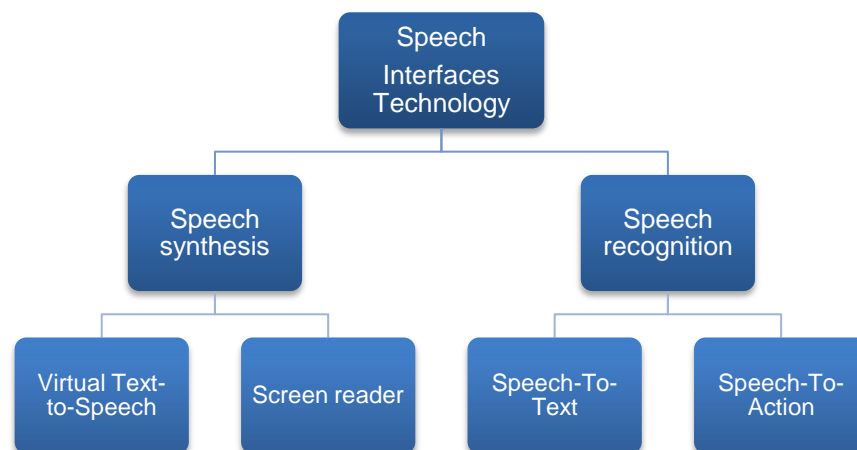 Speech
Interfaces
Technology
Speech
synthesis
Speech
recognition
Virtual Text-
to-Speech
Screen reader
Speech-To-
Text
Speech-To-
Action